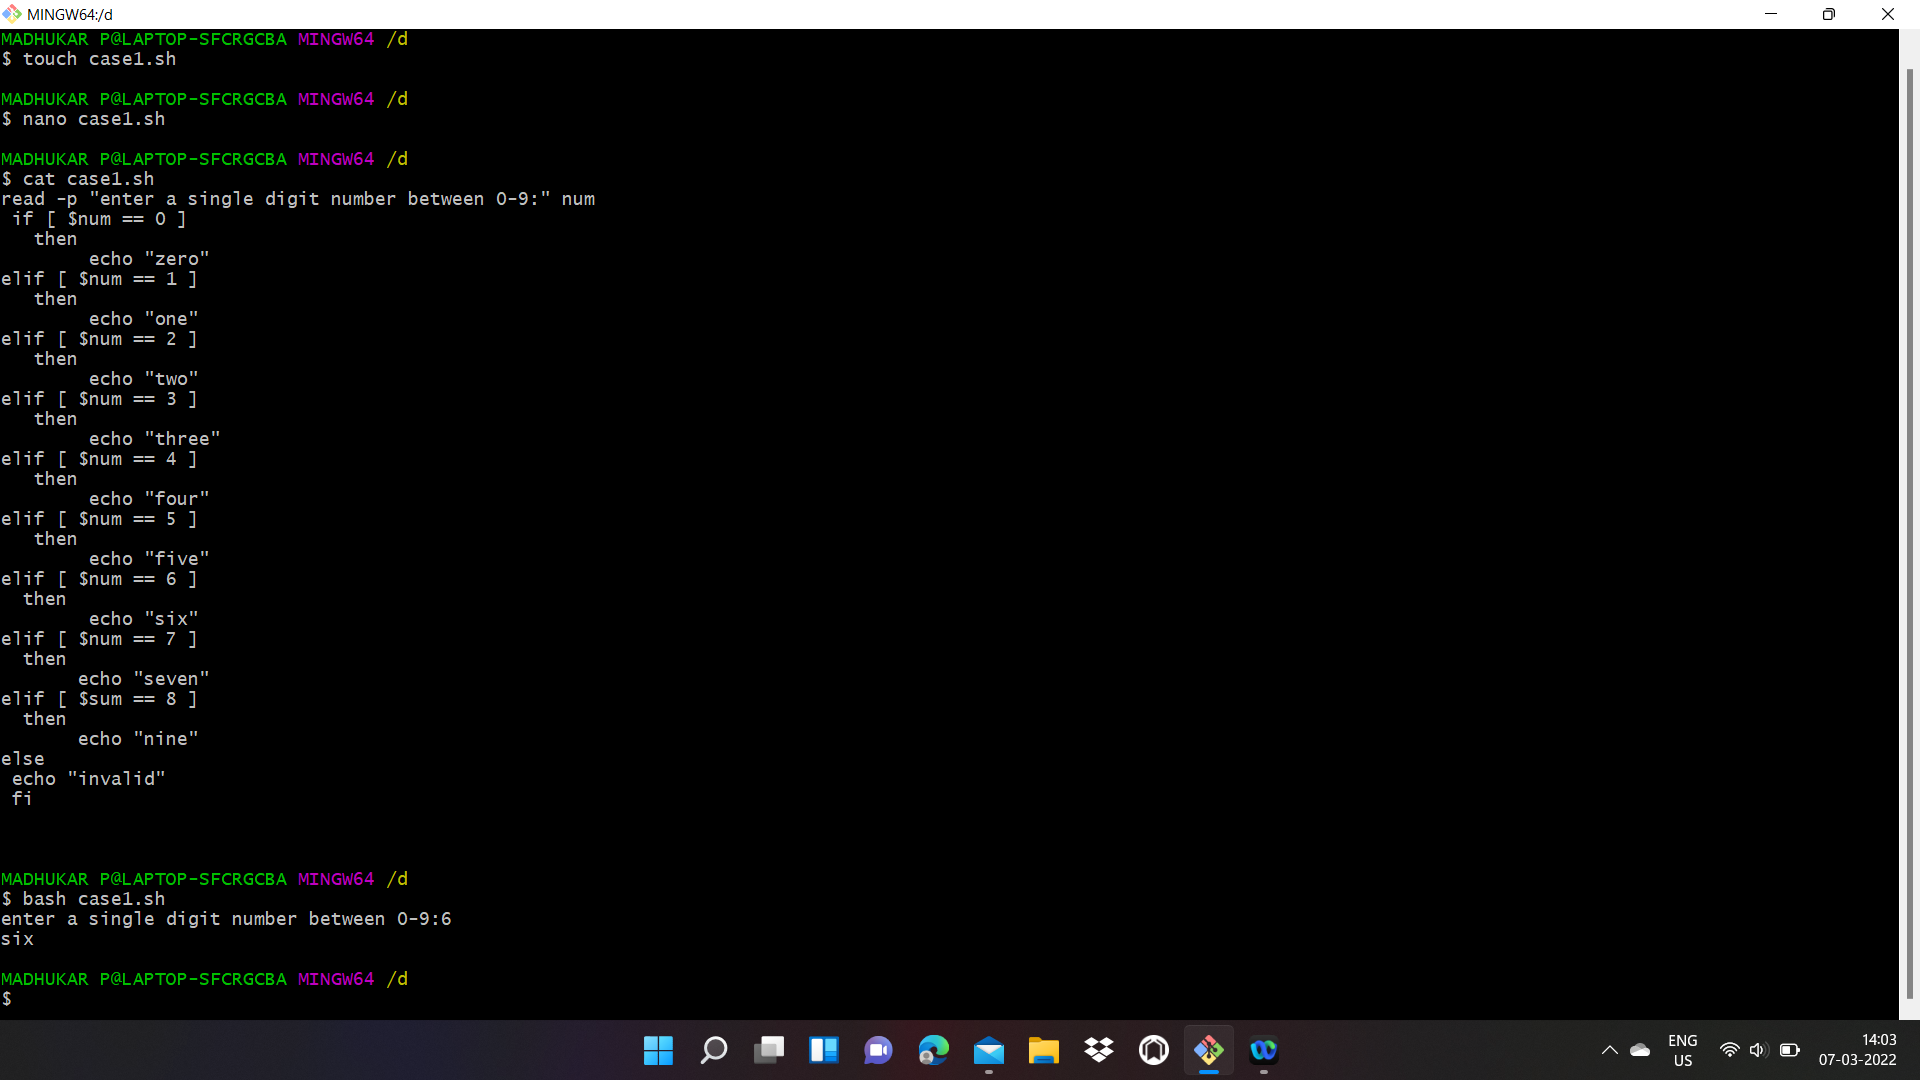 MINGW64:/d
MADHUKAR P@LAPTOP-SFCRGCBA MINGW64 /d
$ touch case1.sh
MADHUKAR P@LAPTOP-SFCRGCBA MINGW64 /d
$ nano case1.sh
MADHUKAR P@LAPTOP-SFCRGCBA MINGW64 /d
$ cat case1.sh
read -p "enter a single digit number between 0-9:" num
 if [ $num == 0 ]
   then
        echo "zero"
elif [ $num == 1 ]
   then
        echo "one"
elif [ $num == 2 ]
   then
        echo "two"
elif [ $num == 3 ]
   then
        echo "three"
elif [ $num == 4 ]
   then
        echo "four"
elif [ $num == 5 ]
   then
        echo "five"
elif [ $num == 6 ]
  then
        echo "six"
elif [ $num == 7 ]
  then
       echo "seven"
elif [ $sum == 8 ]
  then
       echo "nine"
else
 echo "invalid"
 fi
MADHUKAR P@LAPTOP-SFCRGCBA MINGW64 /d
$ bash case1.sh
enter a single digit number between 0-9:6
six
MADHUKAR P@LAPTOP-SFCRGCBA MINGW64 /d
$
ENG
US
14:03
07-03-2022